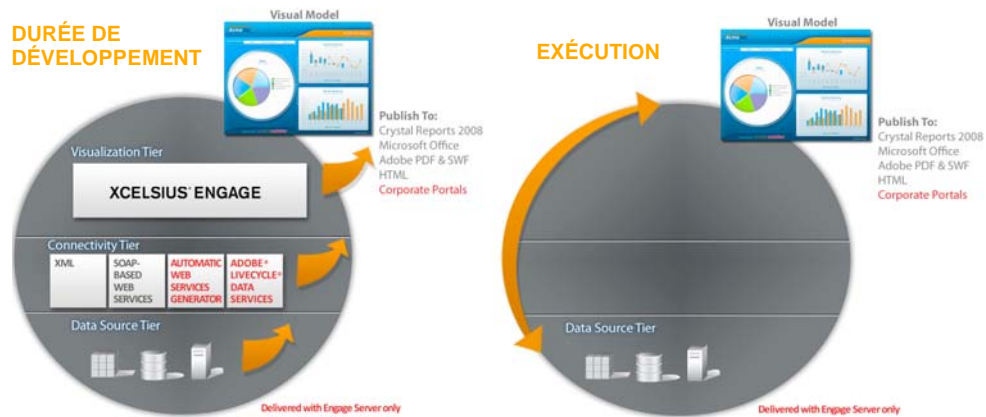 DURÉE DE
DÉVELOPPEMENT
Visual Model
Publish To:
Crystal Reports 2008
Microsoft Office
Adobe PDF & SWF
HTML
Corporate Portals
Visualization Tier
XCELSIUS® ENGAGE
Connectivity Tier
XML
SOAP-
BASED
WEB
SERVICES
AUTOMATIC
WEB
SERVICES
GENERATOR
ADOBE®
LIVECYCLE®
DATA
SERVICES
Data Source Tier
Delivered with Engage Server only
EXÉCUTION
Visual Model
Publish To:
Crystal Reports 2008
Microsoft Office
Adobe PDF & SWF
HTML
Corporate Portals
Data Source Tier
Delivered with Engage Server only